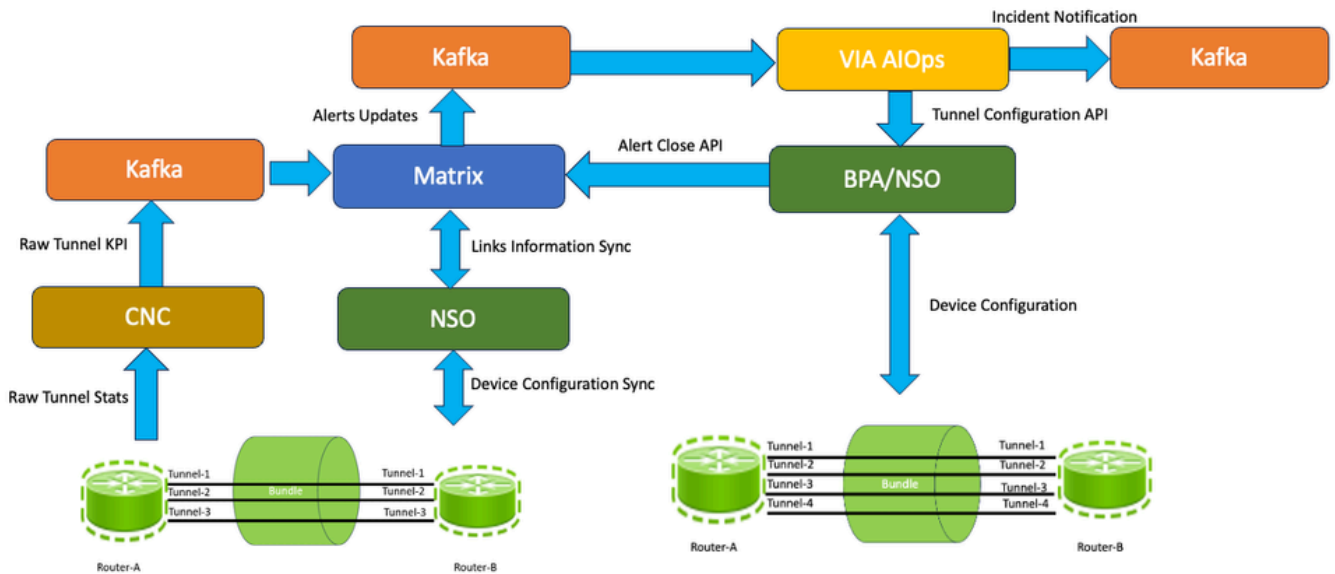 Incident Notification
Kafka
VIA AIOps
Kafka
Alerts Updates
Tunnel Configuration API
Alert Close API
Kafka
Matrix
BPA/NSO
Raw Tunnel KPI
Links Information Sync
Device Configuration
CNC
NSO
Raw Tunnel Stats
Device Configuration Sync
Tunnel-1
Tunnel-2
Tunnel-3
Bundle
Tunnel-1
Tunnel-2
Tunnel-3
Router-A
Router-B
Tunnel-1
Tunnel-2
Tunnel-3
Tunnel-4
Bundle
Tunnel-1
Tunnel-2
Tunnel-3
Tunnel-4
Router-A
Router-B